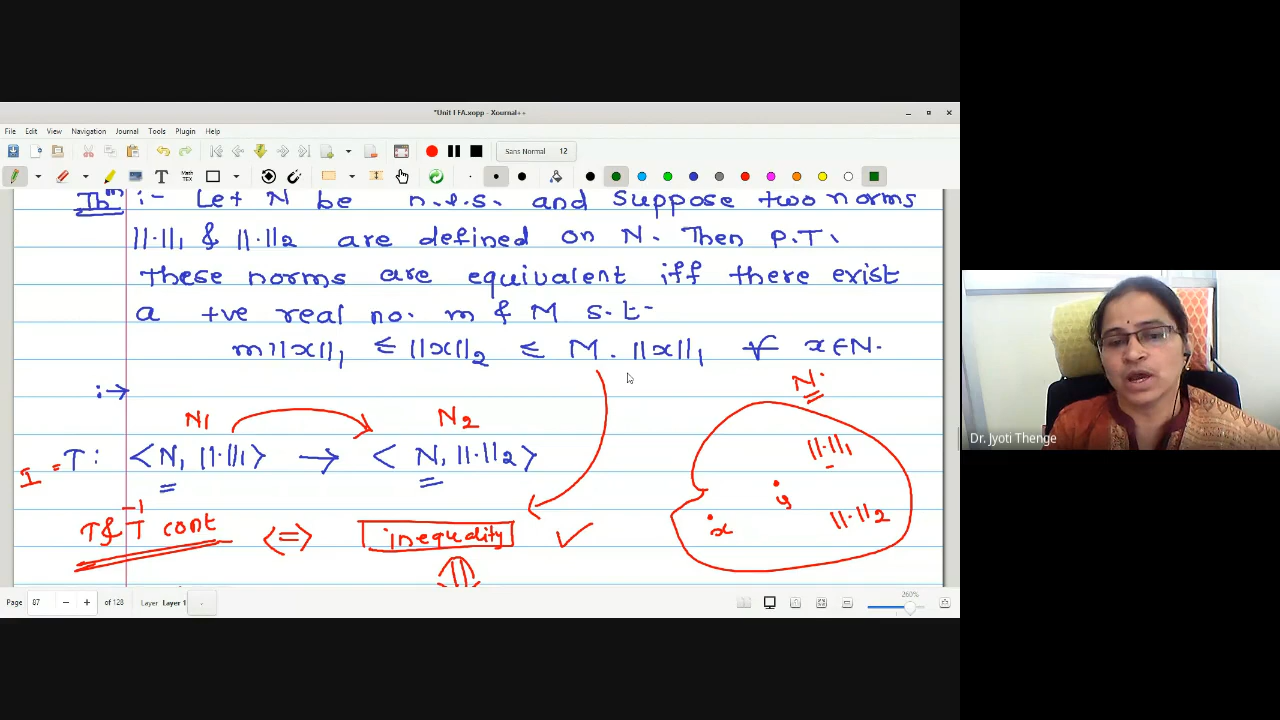 *Unit I FA.xopp - Xournal++
File Edit View Navigation Journal Tools Plugin Help
Sans Normal 12
Thm :- Let N be n.l.s. and suppose two norms
||·||1 & ||·||2 are defined on N. Then P.T.
these norms are equivalent iff there exist
a +ve real no. m & M s.t.
m||x||1 ≤ ||x||2 ≤ M. ||x||1 ∀ x∈N.
:→
N.
N1 N2
||·||1
I = T: <N, ||·||1> → <N, ||·||2>
y
x
||·||2
T & T-1 cont <=> inequality ✓
Dr. Jyoti Thenge
Page 87 of 128 Layer Layer 1 260%